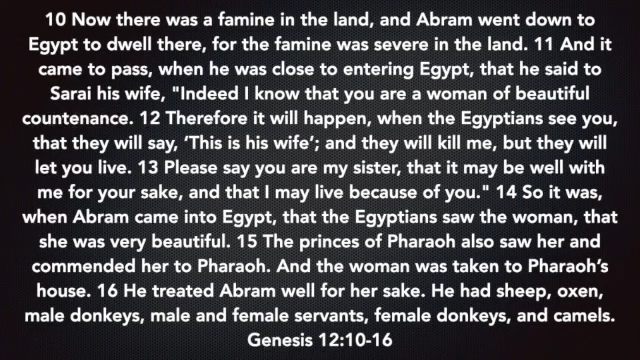 10 Now there was a famine in the land, and Abram went down to
Egypt to dwell there, for the famine was severe in the land. 11 And it
came to pass, when he was close to entering Egypt, that he said to
Sarai his wife, "Indeed I know that you are a woman of beautiful
countenance. 12 Therefore it will happen, when the Egyptians see you,
that they will say, ‘This is his wife’; and they will kill me, but they will
let you live. 13 Please say you are my sister, that it may be well with
me for your sake, and that I may live because of you." 14 So it was,
when Abram came into Egypt, that the Egyptians saw the woman, that
she was very beautiful. 15 The princes of Pharaoh also saw her and
commended her to Pharaoh. And the woman was taken to Pharaoh’s
house. 16 He treated Abram well for her sake. He had sheep, oxen,
male donkeys, male and female servants, female donkeys, and camels.
Genesis 12:10-16